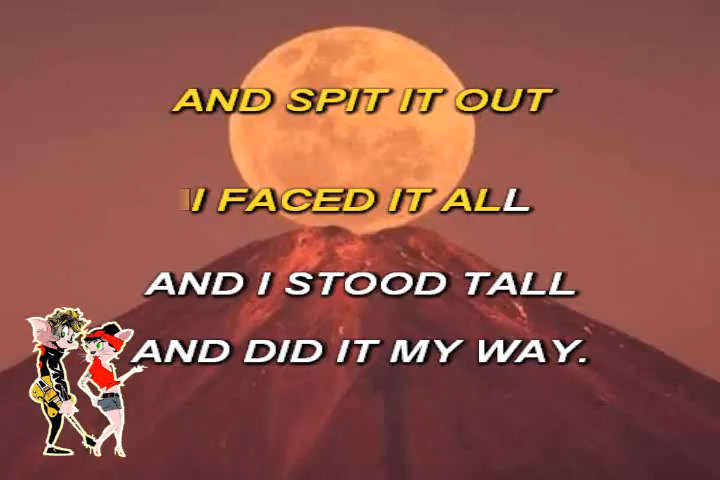 AND SPIT IT OUT
I FACED IT ALL
AND I STOOD TALL
AND DID IT MY WAY.